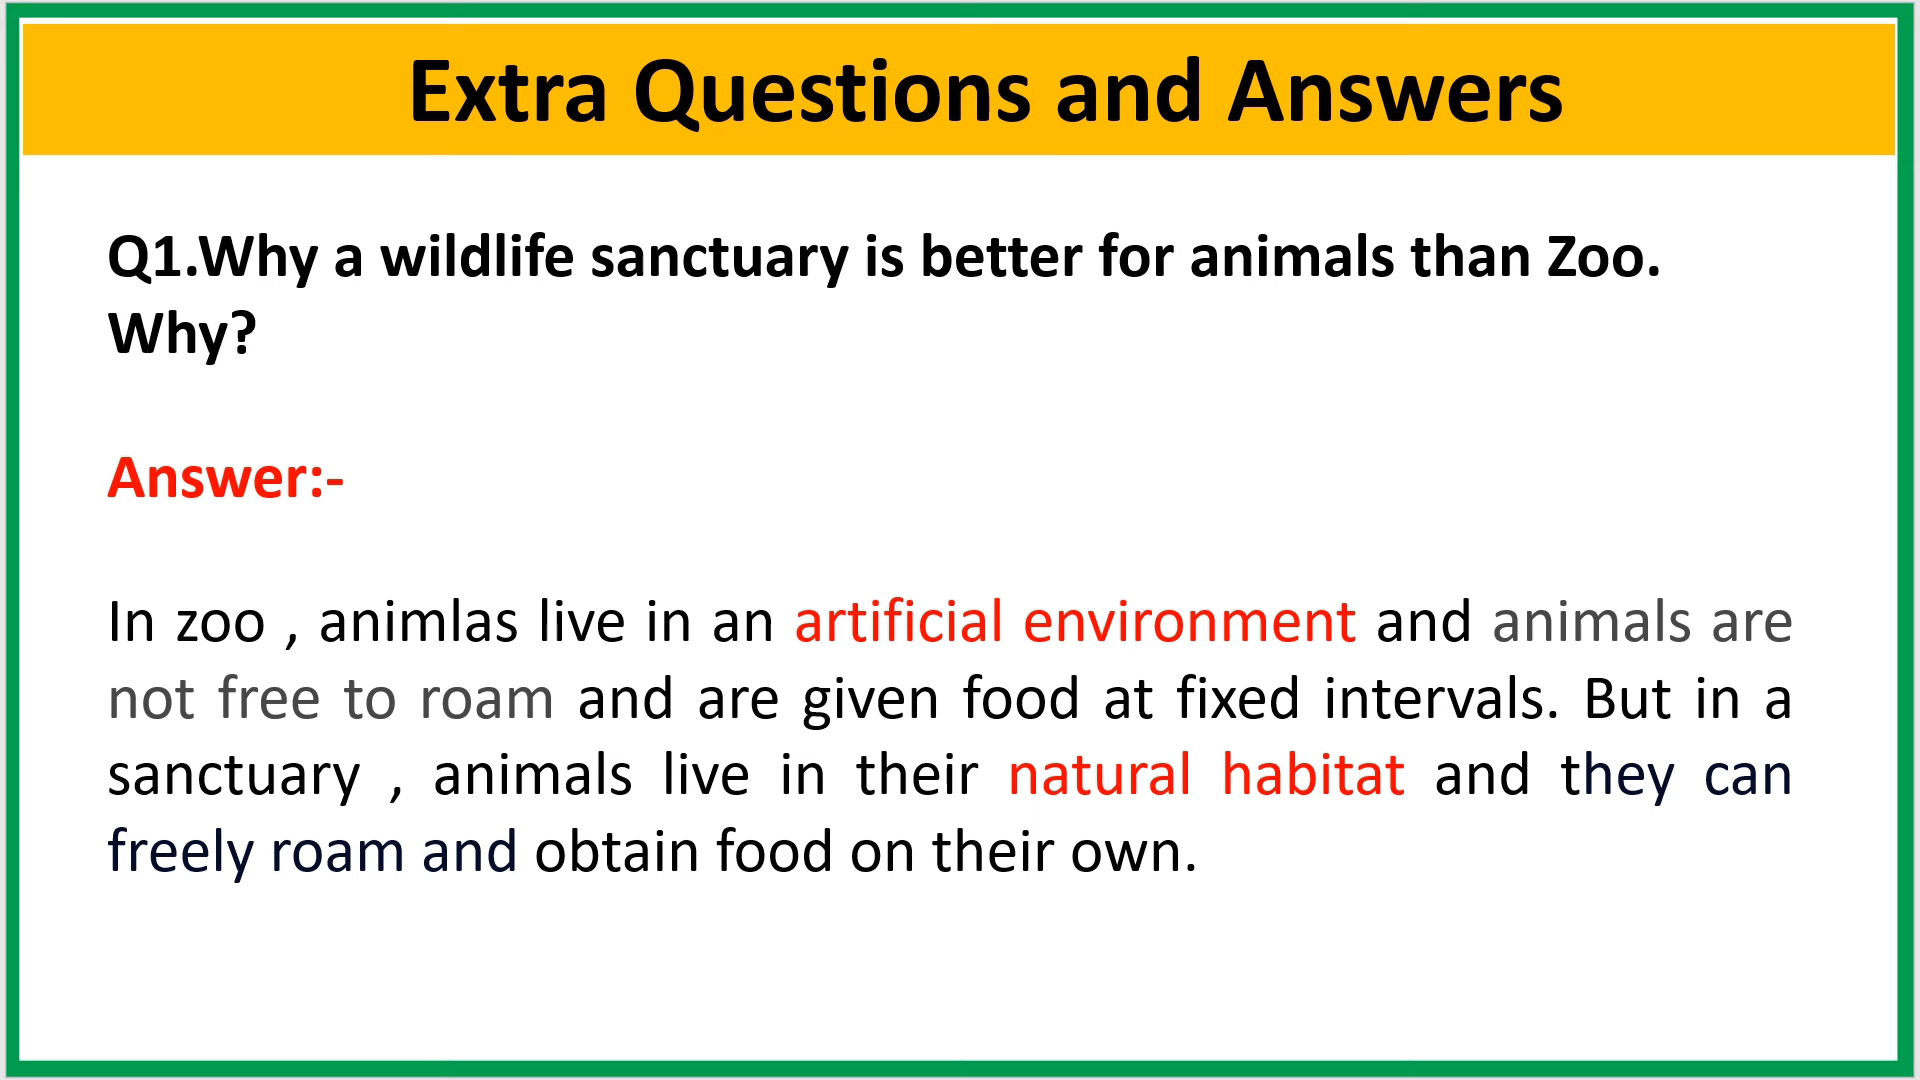 Extra Questions and Answers
Q1.Why a wildlife sanctuary is better for animals than Zoo.
Why?
Answer:-
In zoo , animlas live in an artificial environment and animals are
not free to roam and are given food at fixed intervals. But in a
sanctuary , animals live in their natural habitat and they can
freely roam and obtain food on their own.